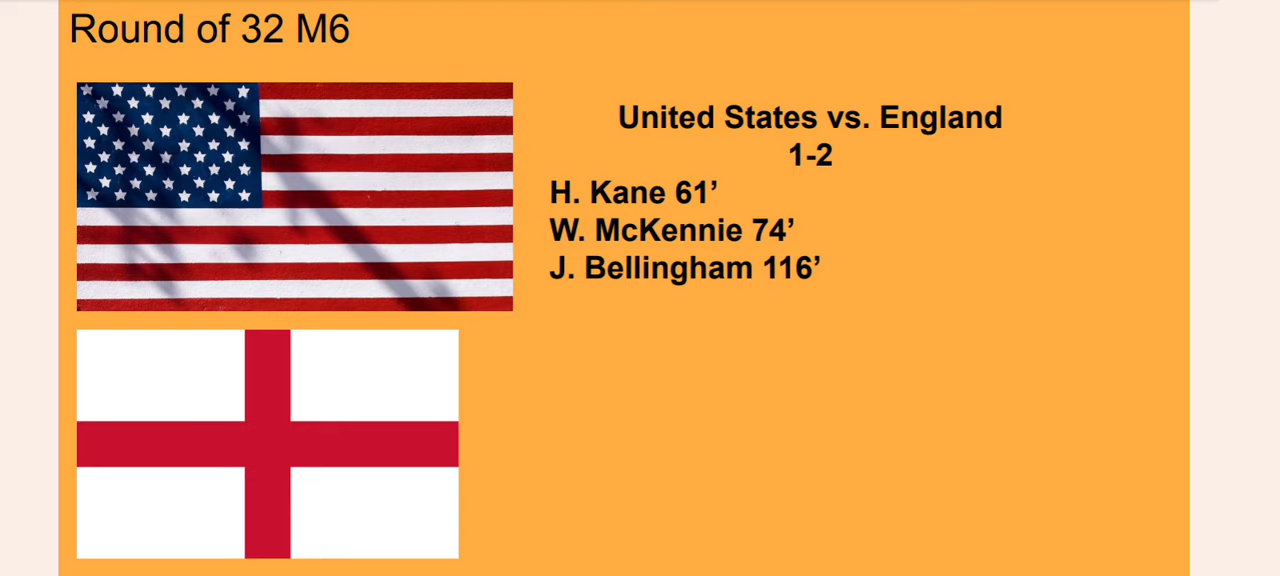 Round of 32 M6
United States vs. England
1-2
H. Kane 61’
W. McKennie 74’
J. Bellingham 116’